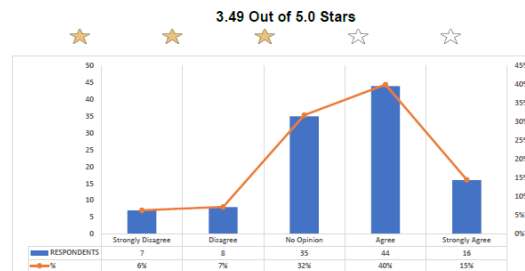 3.49 Out of 5.0 Stars
50 45%
45 40%
40 35%
35 30%
30 25%
25 20%
20 15%
15 10%
10 5%
5 0%
0
Strongly Disagree Disagree No Opinion Agree Strongly Agree
RESPONDENTS 7 8 35 44 16
% 6% 7% 32% 40% 15%